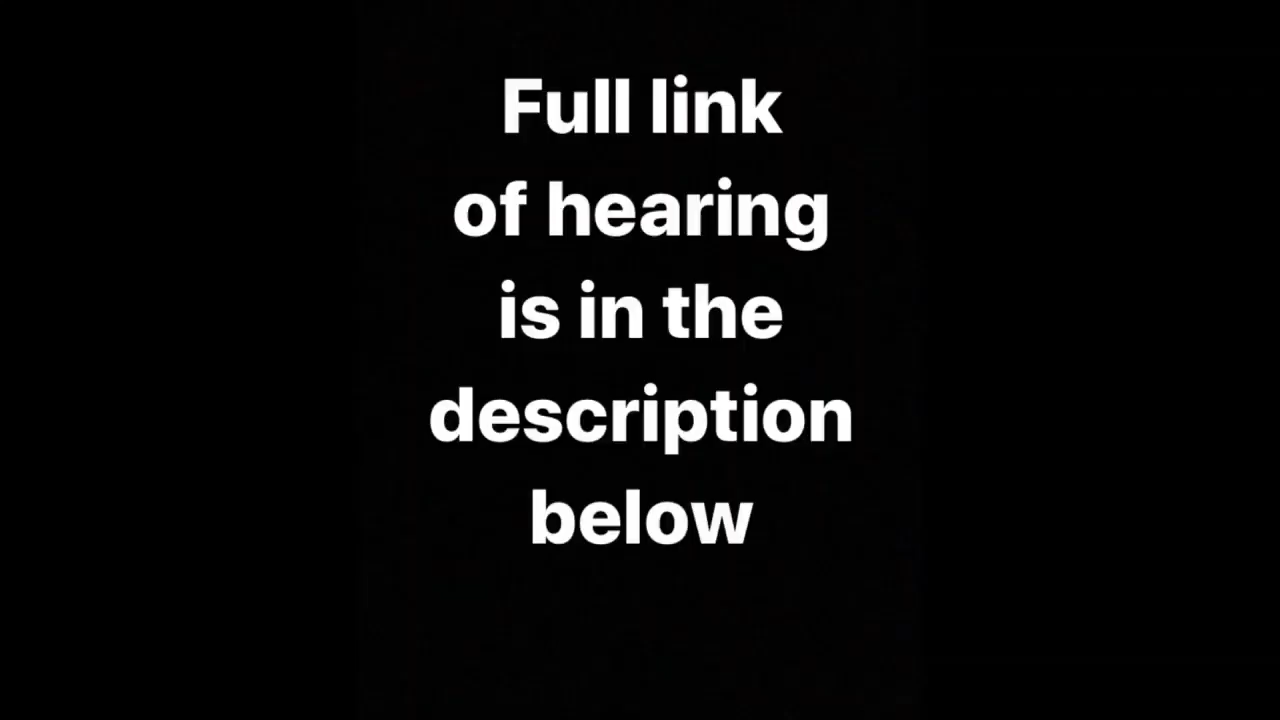 Full link
of hearing
is in the
description
below